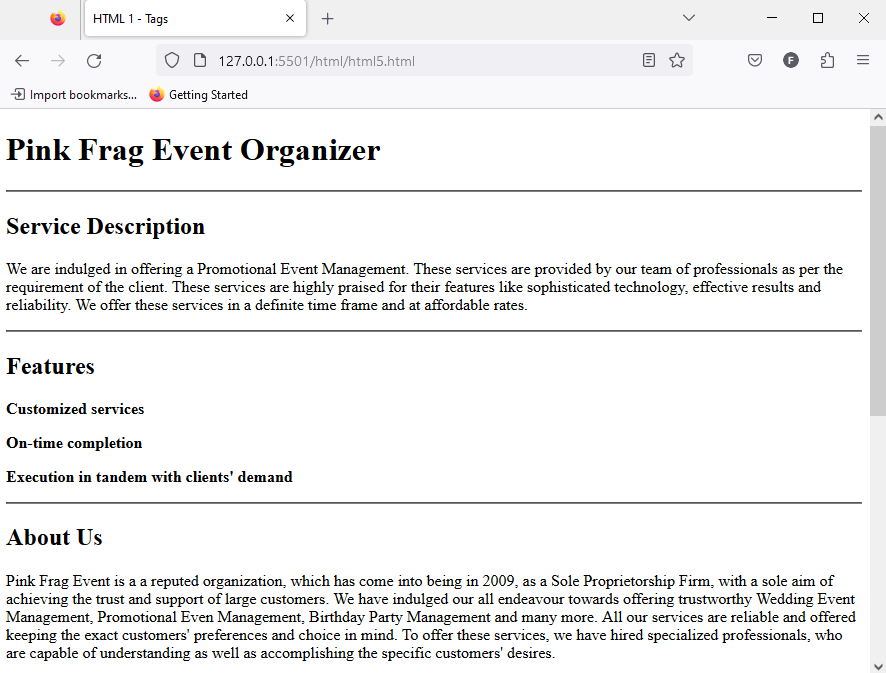 HTML 1 - Tags
127.0.0.1:5501/html/html5.html
F
Import bookmarks...
Getting Started
Pink Frag Event Organizer
Service Description
We are indulged in offering a Promotional Event Management. These services are provided by our team of professionals as per the
requirement of the client. These services are highly praised for their features like sophisticated technology, effective results and
reliability. We offer these services in a definite time frame and at affordable rates.
Features
Customized services
On-time completion
Execution in tandem with clients' demand
About Us
Pink Frag Event is a a reputed organization, which has come into being in 2009, as a Sole Proprietorship Firm, with a sole aim of
achieving the trust and support of large customers. We have indulged our all endeavour towards offering trustworthy Wedding Event
Management, Promotional Even Management, Birthday Party Management and many more. All our services are reliable and offered
keeping the exact customers' preferences and choice in mind. To offer these services, we have hired specialized professionals, who
are capable of understanding as well as accomplishing the specific customers' desires.